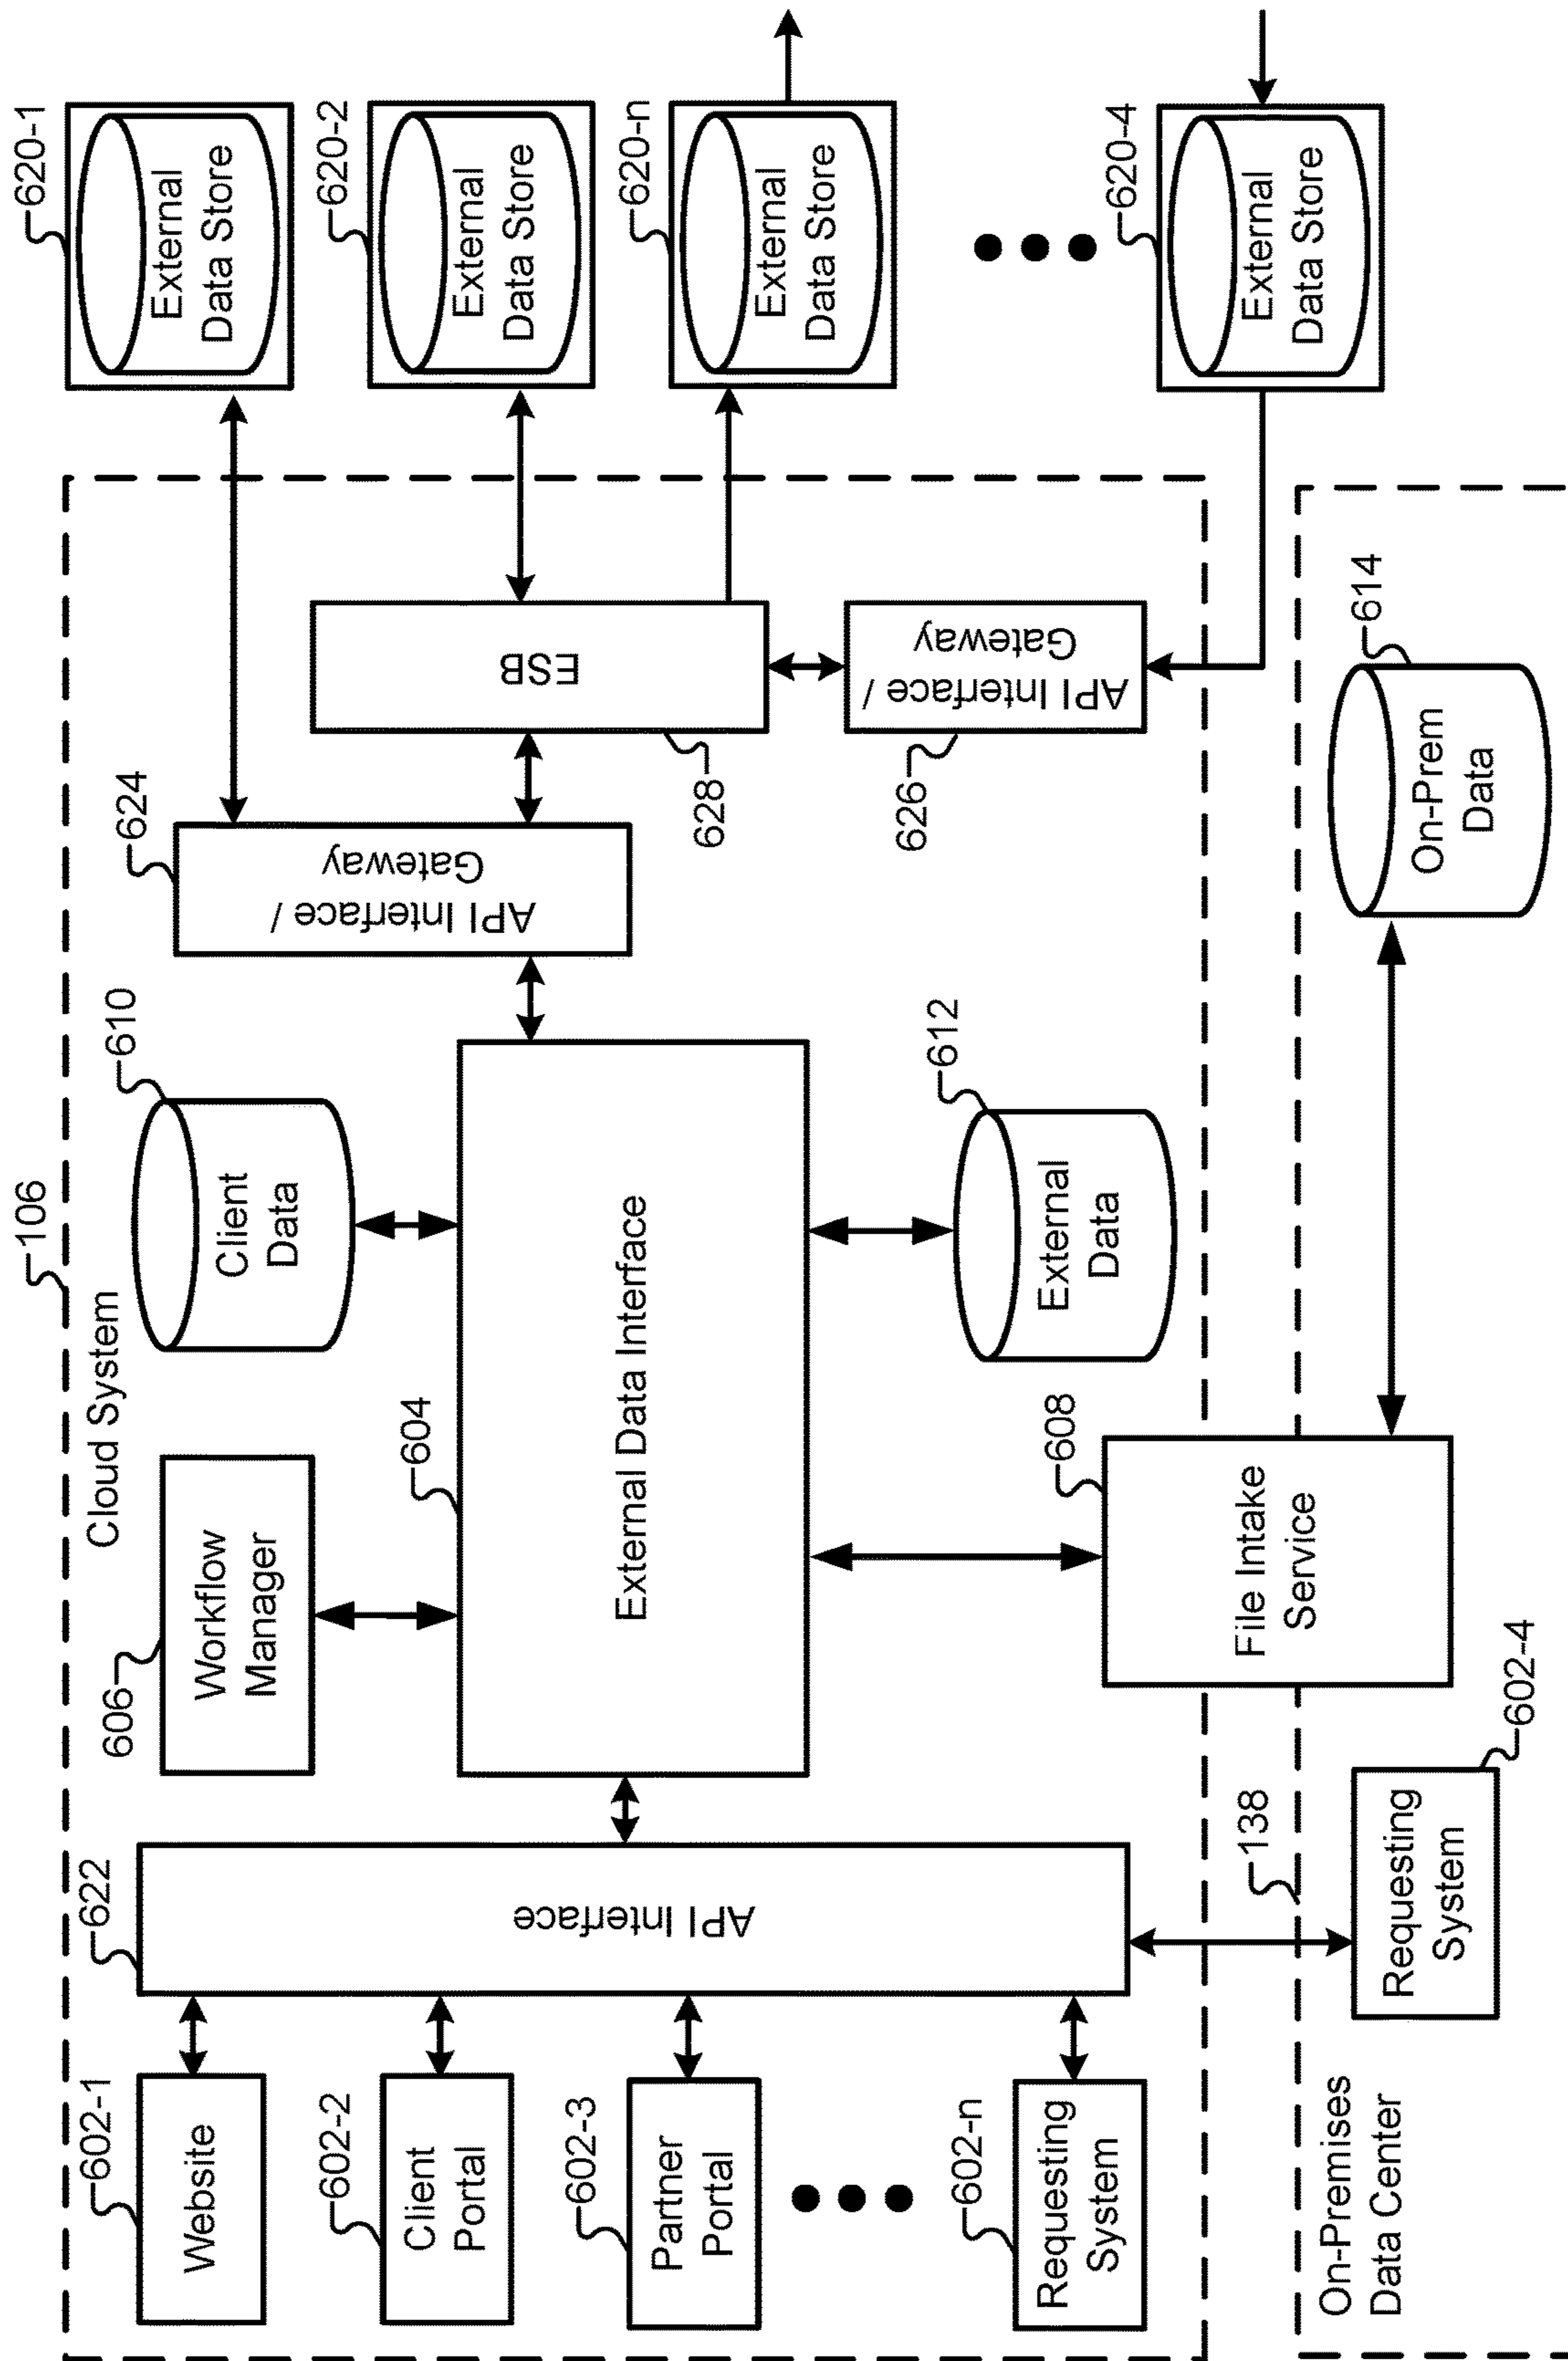 106
Cloud System
602-1
Website
602-2
Client
Portal
602-3
Partner
Portal
602-n
Requesting
System
622
API Interface
606
Workflow
Manager
604
External Data Interface
610
Client
Data
612
External
Data
608
File Intake
Service
624
API Interface /
Gateway
628
ESB
626
API Interface /
Gateway
620-1
External
Data Store
620-2
External
Data Store
620-n
External
Data Store
620-4
External
Data Store
138
On-Premises
Data Center
602-4
Requesting
System
614
On-Prem
Data